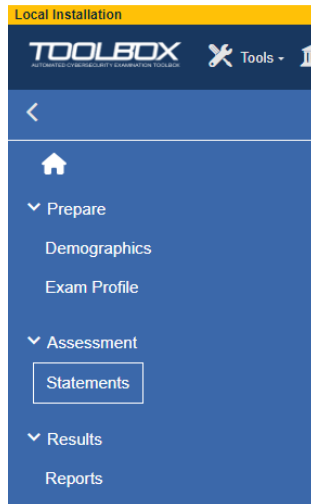 Local Installation
TOOLBOX
AUTOMATED CYBERSECURITY EXAMINATION TOOLBOX
Tools
Prepare
Demographics
Exam Profile
Assessment
Statements
Results
Reports